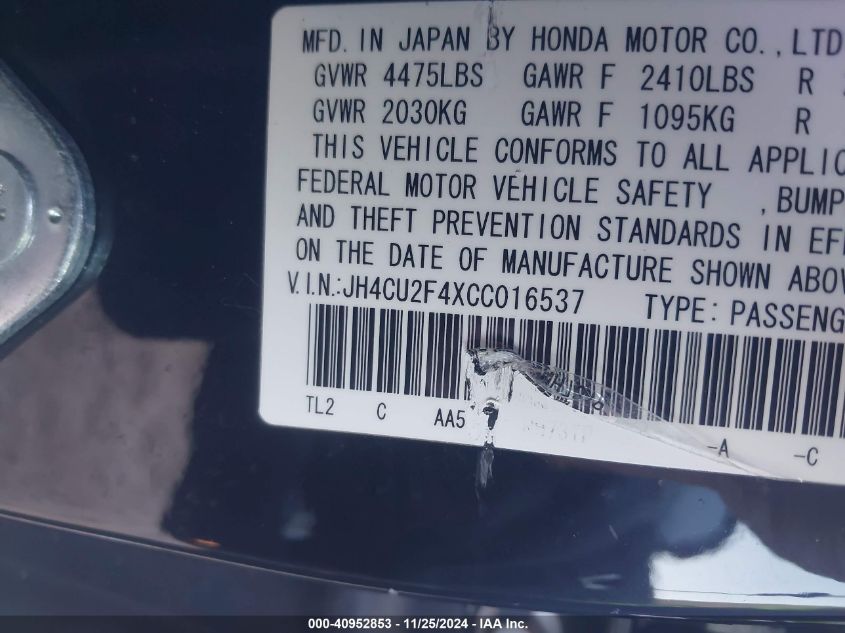 MFD. IN JAPAN BY HONDA MOTOR CO., LTD
GVWR 4475LBS GAWR F 2410LBS R
GVWR 2030KG GAWR F 1095KG R
THIS VEHICLE CONFORMS TO ALL APPLIC
FEDERAL MOTOR VEHICLE SAFETY , BUMP
AND THEFT PREVENTION STANDARDS IN EFF
ON THE DATE OF MANUFACTURE SHOWN ABOV
V.I.N.:JH4CU2F4XCC016537 TYPE: PASSENG
TL2 C AA5 -A -C
000-40952853 - 11/25/2024 - IAA Inc.